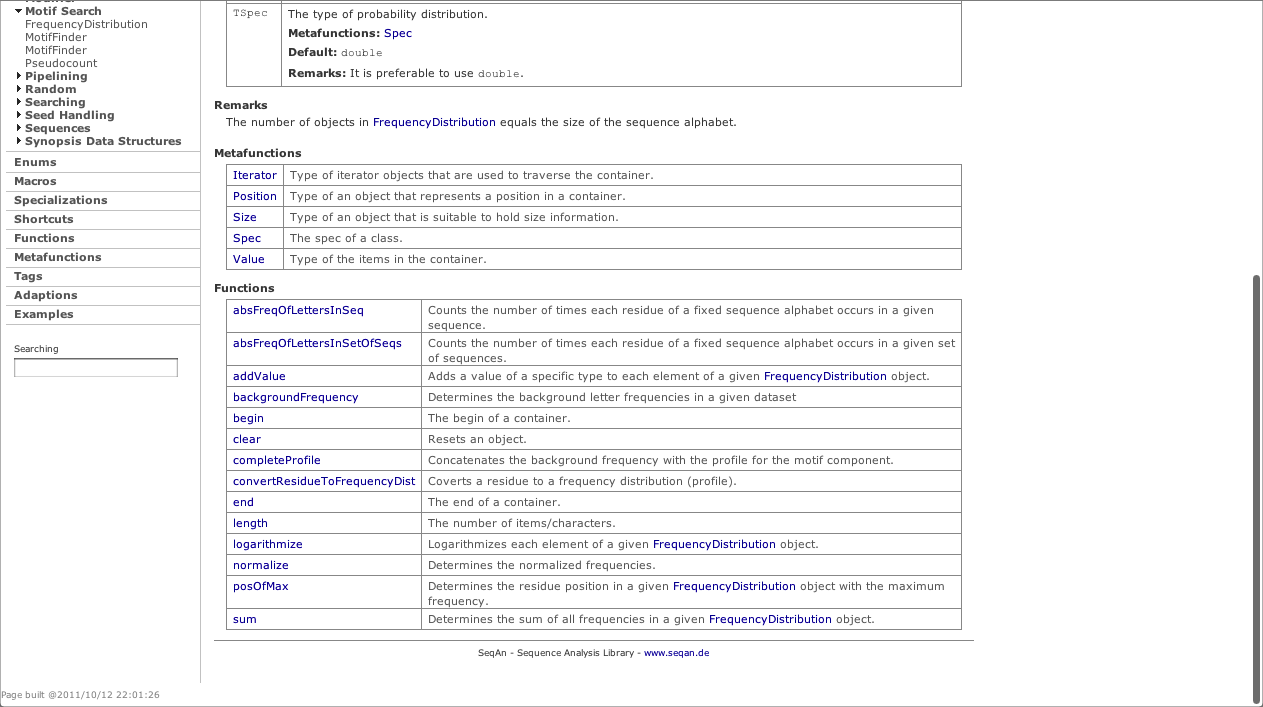 Motif Search
FrequencyDistribution
MotifFinder
MotifFinder
Pseudocount
Pipelining
Random
Searching
Seed Handling
Sequences
Synopsis Data Structures
Enums
Macros
Specializations
Shortcuts
Functions
Metafunctions
Tags
Adaptions
Examples
Searching
TSpec The type of probability distribution.
Metafunctions: Spec
Default: double
Remarks: It is preferable to use double.
Remarks
The number of objects in FrequencyDistribution equals the size of the sequence alphabet.
Metafunctions
Iterator Type of iterator objects that are used to traverse the container.
Position Type of an object that represents a position in a container.
Size Type of an object that is suitable to hold size information.
Spec The spec of a class.
Value Type of the items in the container.
Functions
absFreqOfLettersInSeq Counts the number of times each residue of a fixed sequence alphabet occurs in a given
sequence.
absFreqOfLettersInSetOfSeqs Counts the number of times each residue of a fixed sequence alphabet occurs in a given set
of sequences.
addValue Adds a value of a specific type to each element of a given FrequencyDistribution object.
backgroundFrequency Determines the background letter frequencies in a given dataset
begin The begin of a container.
clear Resets an object.
completeProfile Concatenates the background frequency with the profile for the motif component.
convertResidueToFrequencyDist Coverts a residue to a frequency distribution (profile).
end The end of a container.
length The number of items/characters.
logarithmize Logarithmizes each element of a given FrequencyDistribution object.
normalize Determines the normalized frequencies.
posOfMax Determines the residue position in a given FrequencyDistribution object with the maximum
frequency.
sum Determines the sum of all frequencies in a given FrequencyDistribution object.
SeqAn - Sequence Analysis Library - www.seqan.de
Page built @2011/10/12 22:01:26